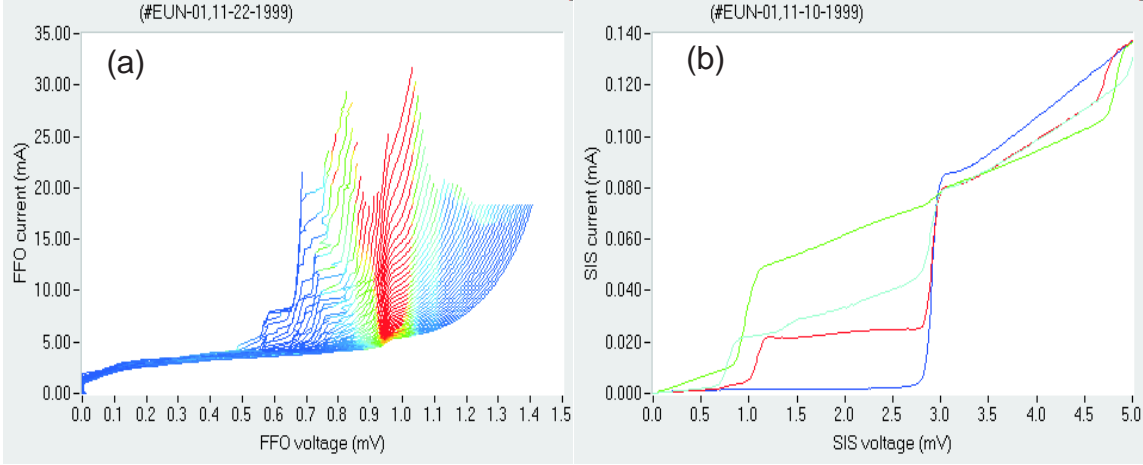 (#EUN-01,11-22-1999)
(a)
35.00
30.00
25.00
20.00
15.00
10.00
5.00
0.00
FFO current (mA)
0.0 0.1 0.2 0.3 0.4 0.5 0.6 0.7 0.8 0.9 1.0 1.1 1.2 1.3 1.4 1.5
FFO voltage (mV)
(#EUN-01,11-10-1999)
(b)
0.140
0.120
0.100
0.080
0.060
0.040
0.020
0.000
SIS current (mA)
0.0 0.5 1.0 1.5 2.0 2.5 3.0 3.5 4.0 4.5 5.0
SIS voltage (mV)